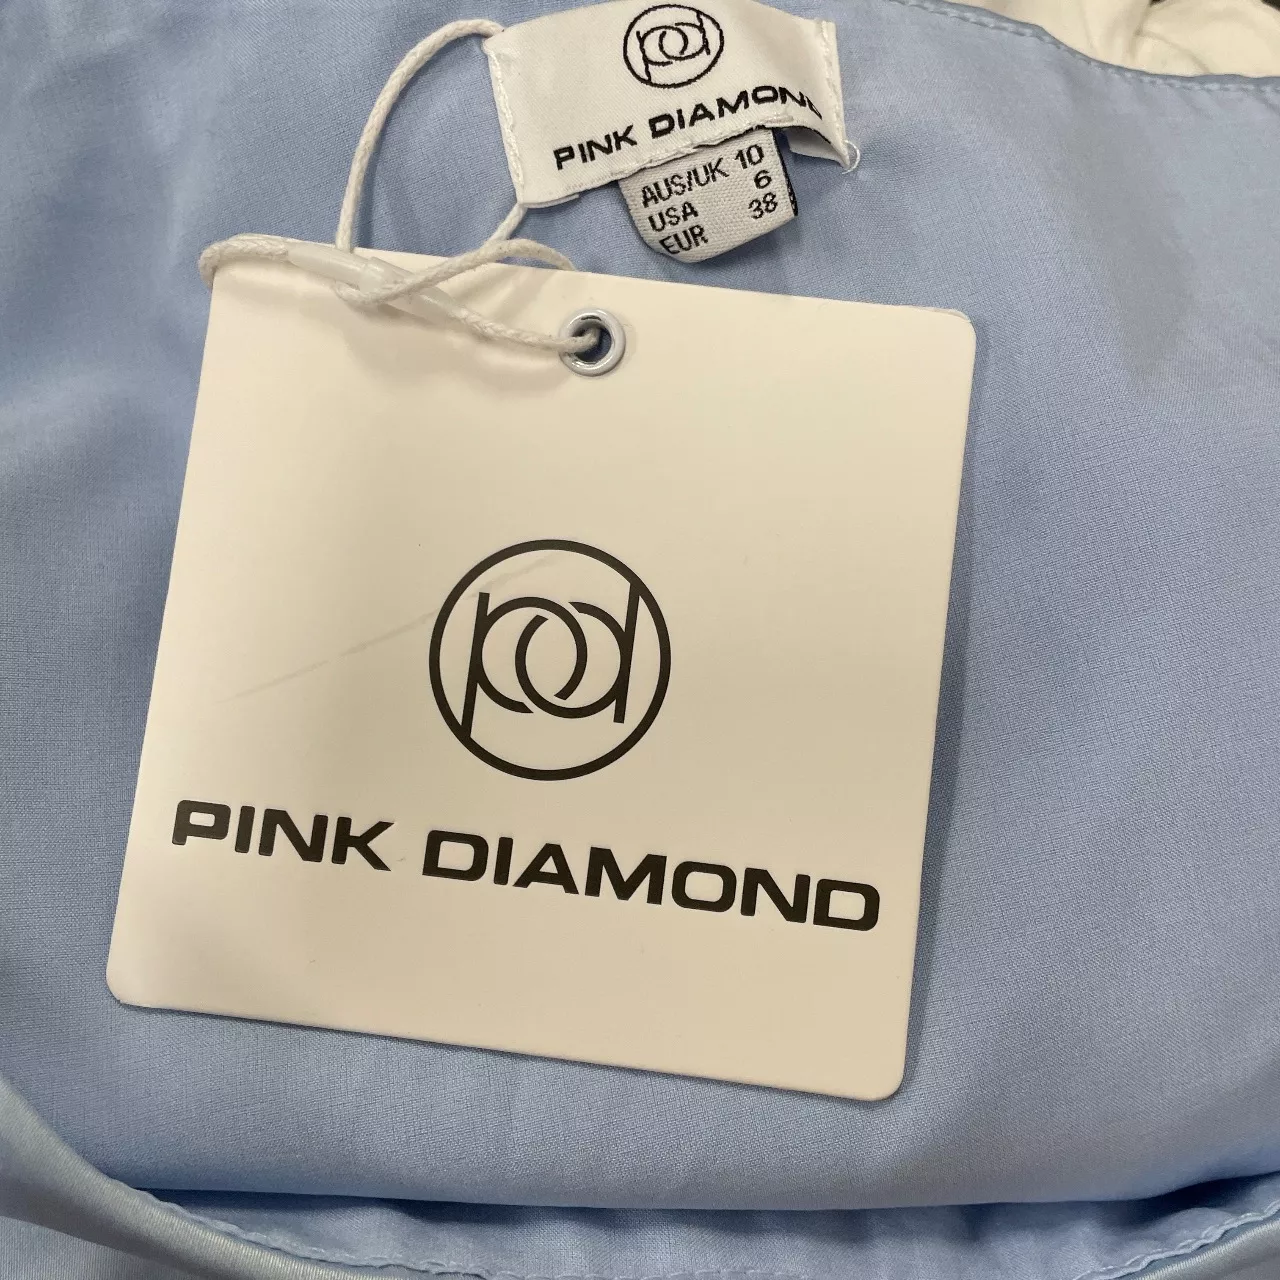 pd
PINK DIAMOND
AUS/UK 10
USA 6
EUR 38
pd
PINK DIAMOND